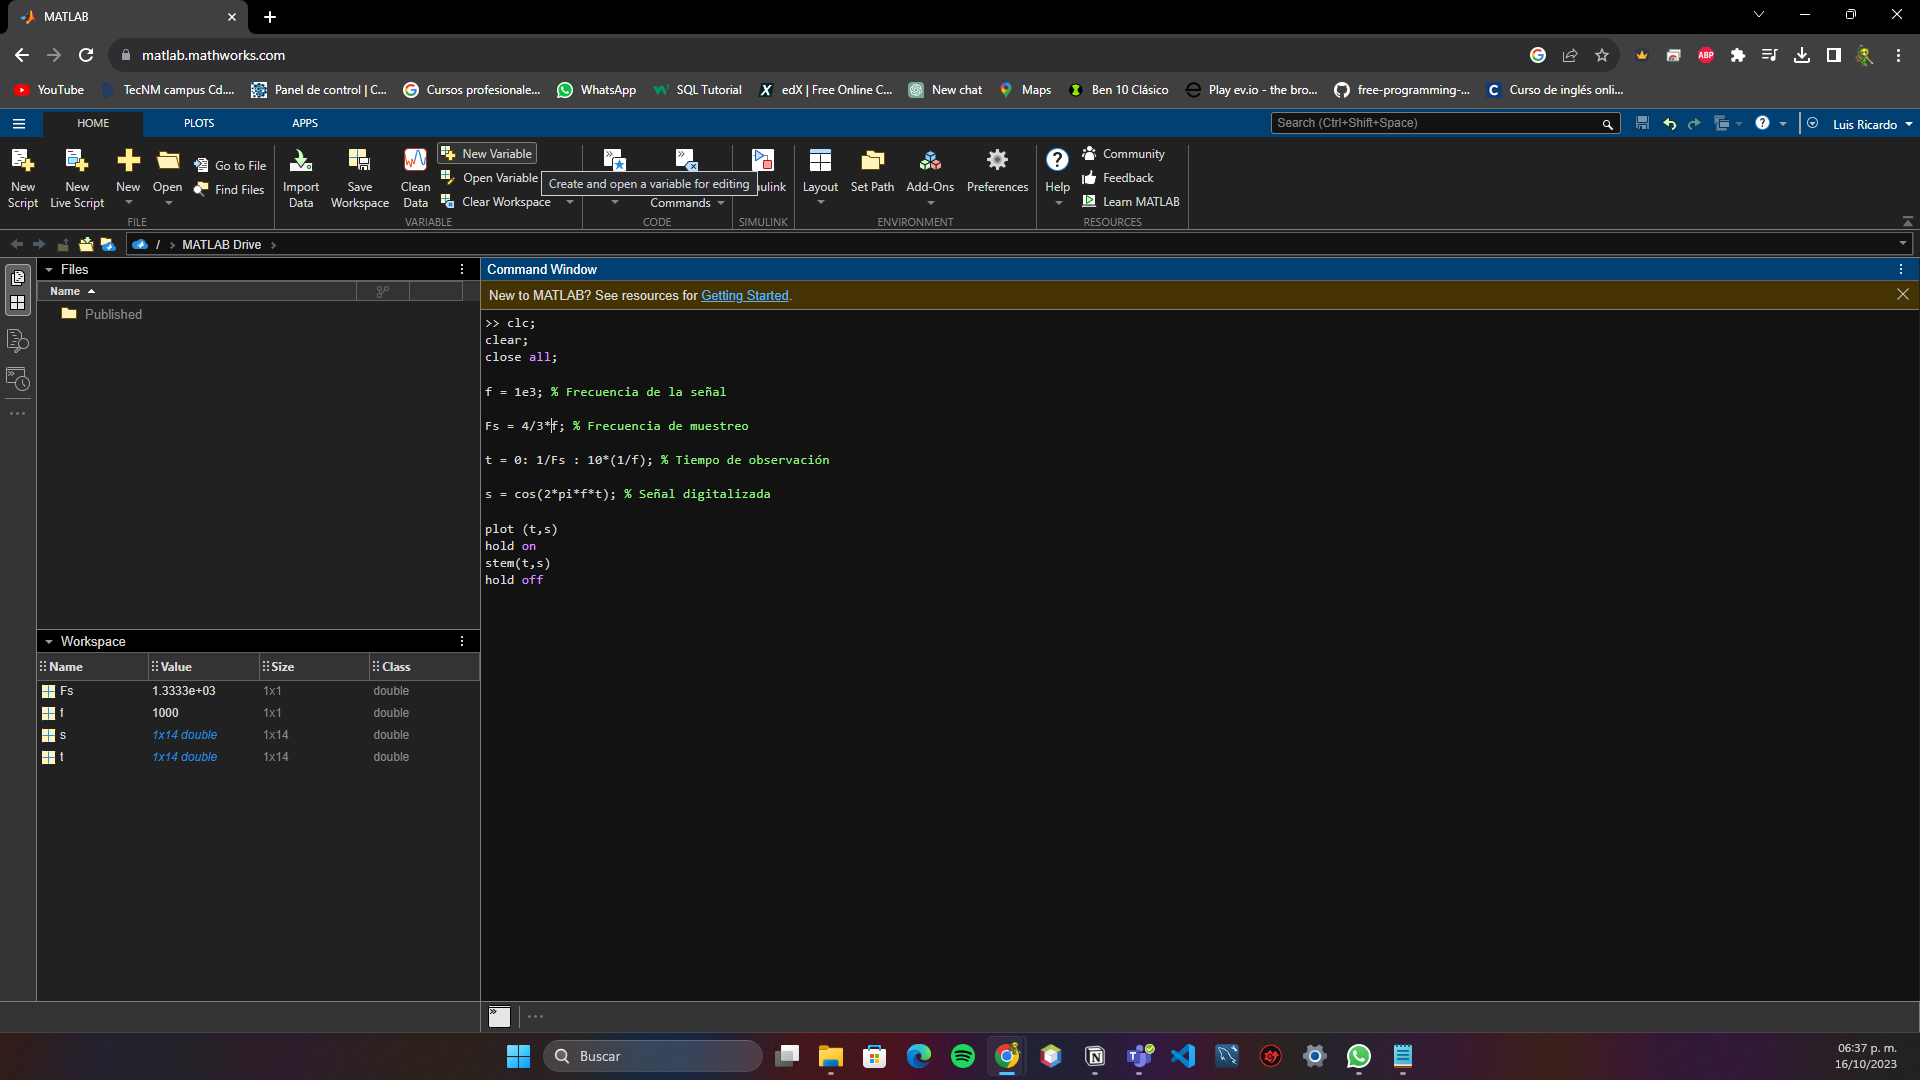 MATLAB
matlab.mathworks.com
YouTube TecNM campus Cd.... Panel de control | C... Cursos profesionale... WhatsApp SQL Tutorial edX | Free Online C... New chat Maps Ben 10 Clásico Play ev.io - the bro... free-programming-... Curso de inglés onli...
HOME PLOTS APPS Search (Ctrl+Shift+Space) Luis Ricardo
New Script
New Live Script
New
Open
Go to File
Find Files
FILE
Import Data
Save Workspace
Clean Data
New Variable
Open Variable
Clear Workspace
VARIABLE
Create and open a variable for editing
Commands
CODE
ulink
SIMULINK
Layout
Set Path
Add-Ons
Preferences
ENVIRONMENT
Help
Community
Feedback
Learn MATLAB
RESOURCES
/ > MATLAB Drive >
Files
Name
Published
Workspace
Name Value Size Class
Fs 1.3333e+03 1x1 double
f 1000 1x1 double
s 1x14 double 1x14 double
t 1x14 double 1x14 double
Command Window
New to MATLAB? See resources for Getting Started.
>> clc;
clear;
close all;
f = 1e3; % Frecuencia de la señal
Fs = 4/3*f; % Frecuencia de muestreo
t = 0: 1/Fs : 10*(1/f); % Tiempo de observación
s = cos(2*pi*f*t); % Señal digitalizada
plot (t,s)
hold on
stem(t,s)
hold off
Buscar
06:37 p. m.
16/10/2023